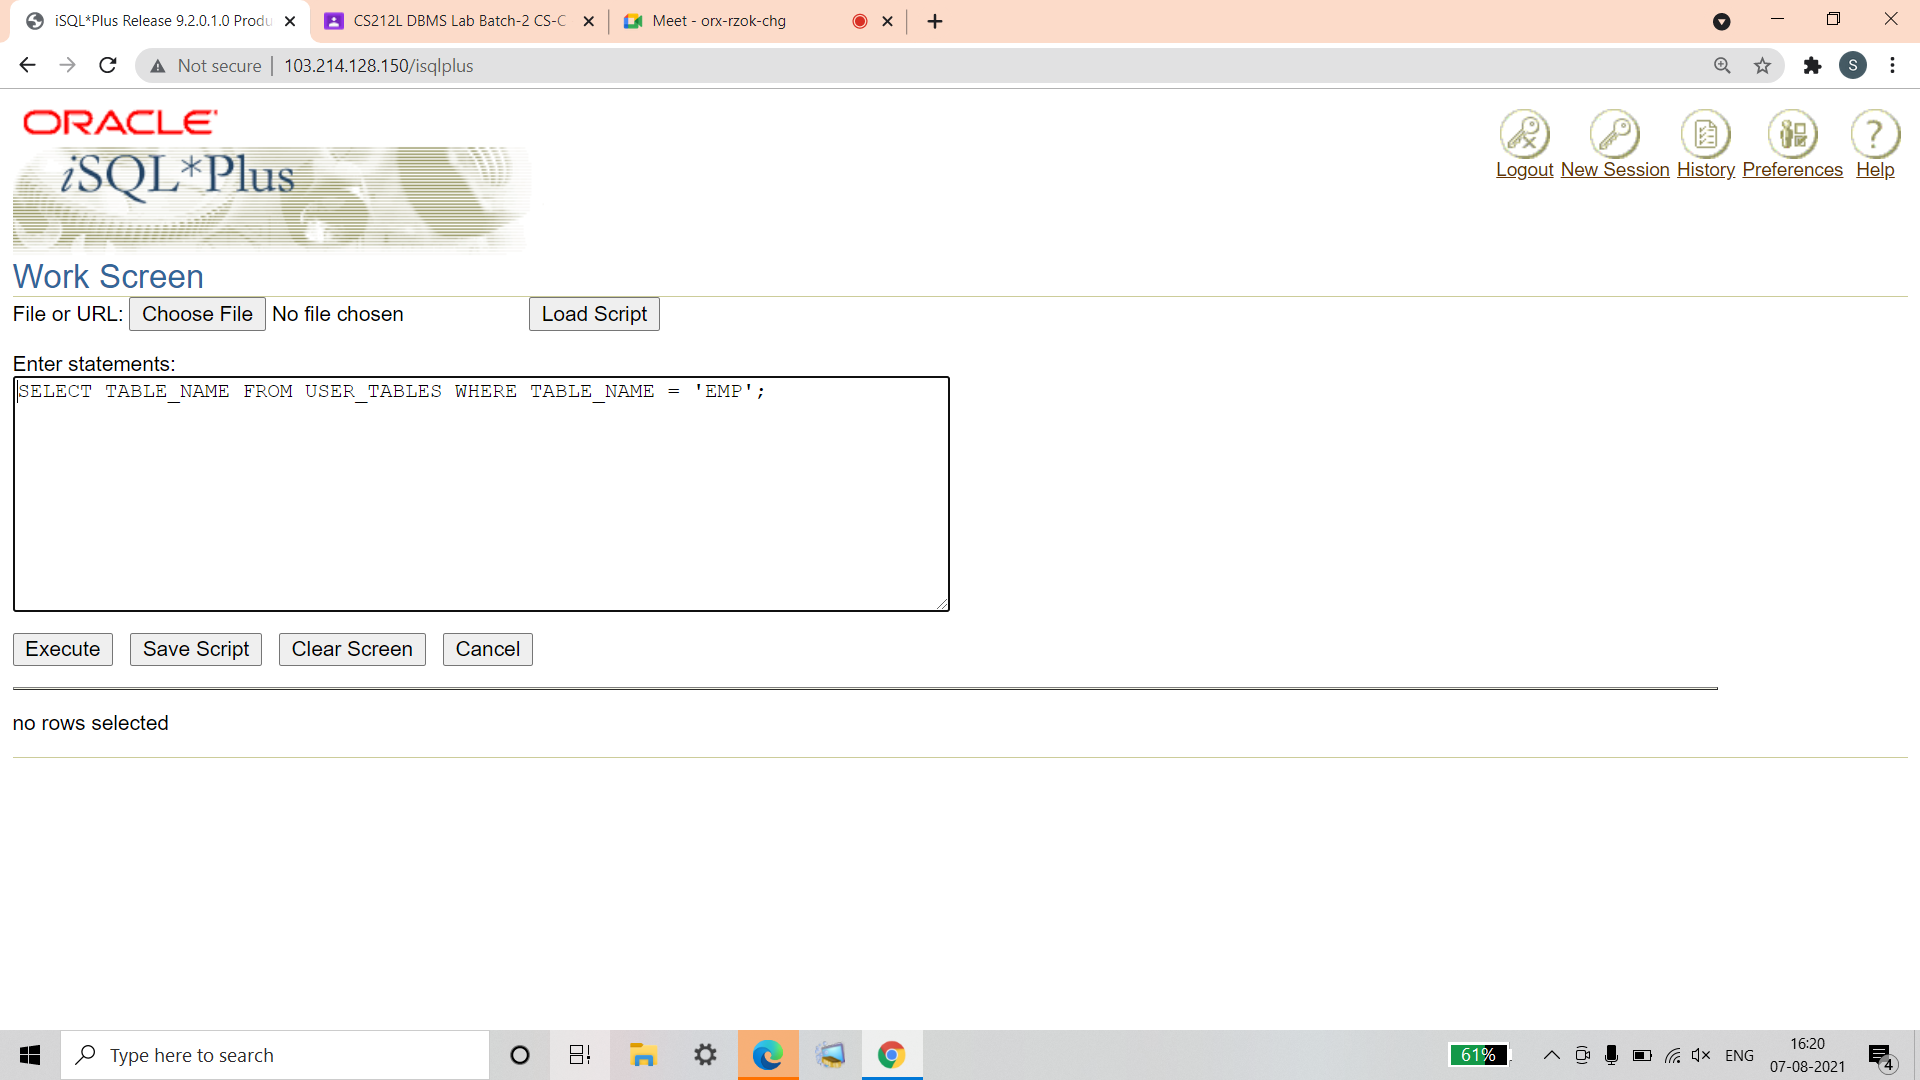 iSQL*Plus Release 9.2.0.1.0 Produ
CS212L DBMS Lab Batch-2 CS-C
Meet - orx-rzok-chg
Not secure
103.214.128.150/isqlplus
S
ORACLE
iSQL*Plus
Logout
New Session
History
Preferences
?
Help
Work Screen
File or URL: Choose File No file chosen
Load Script
Enter statements:
SELECT TABLE_NAME FROM USER_TABLES WHERE TABLE_NAME = 'EMP';
Execute
Save Script
Clear Screen
Cancel
no rows selected
Type here to search
61%
ENG
16:20
07-08-2021
4